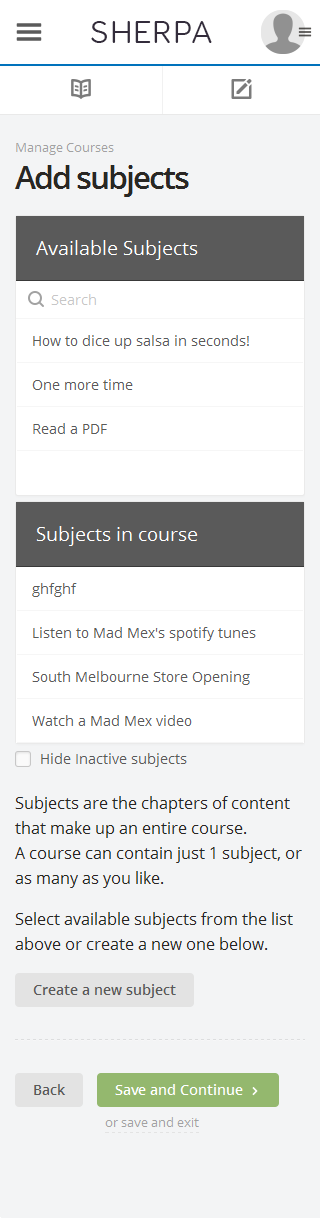 SHERPA
Manage Courses
Add subjects
Available Subjects
Search
How to dice up salsa in seconds!
One more time
Read a PDF
Subjects in course
ghfghf
Listen to Mad Mex's spotify tunes
South Melbourne Store Opening
Watch a Mad Mex video
Hide Inactive subjects
Subjects are the chapters of content
that make up an entire course.
A course can contain just 1 subject, or
as many as you like.
Select available subjects from the list
above or create a new one below.
Create a new subject
Back
Save and Continue ›
or save and exit